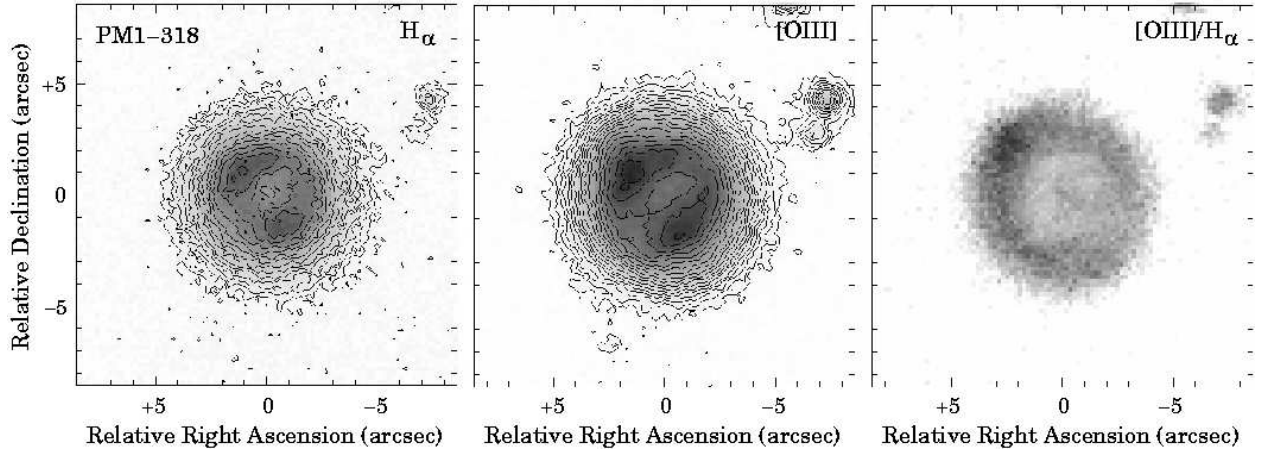 PM1-318
Hα
[OIII]
[OIII]/Hα
Relative Declination (arcsec)
+5
0
-5
+5 0 -5
+5 0 -5
+5 0 -5
Relative Right Ascension (arcsec)
Relative Right Ascension (arcsec)
Relative Right Ascension (arcsec)